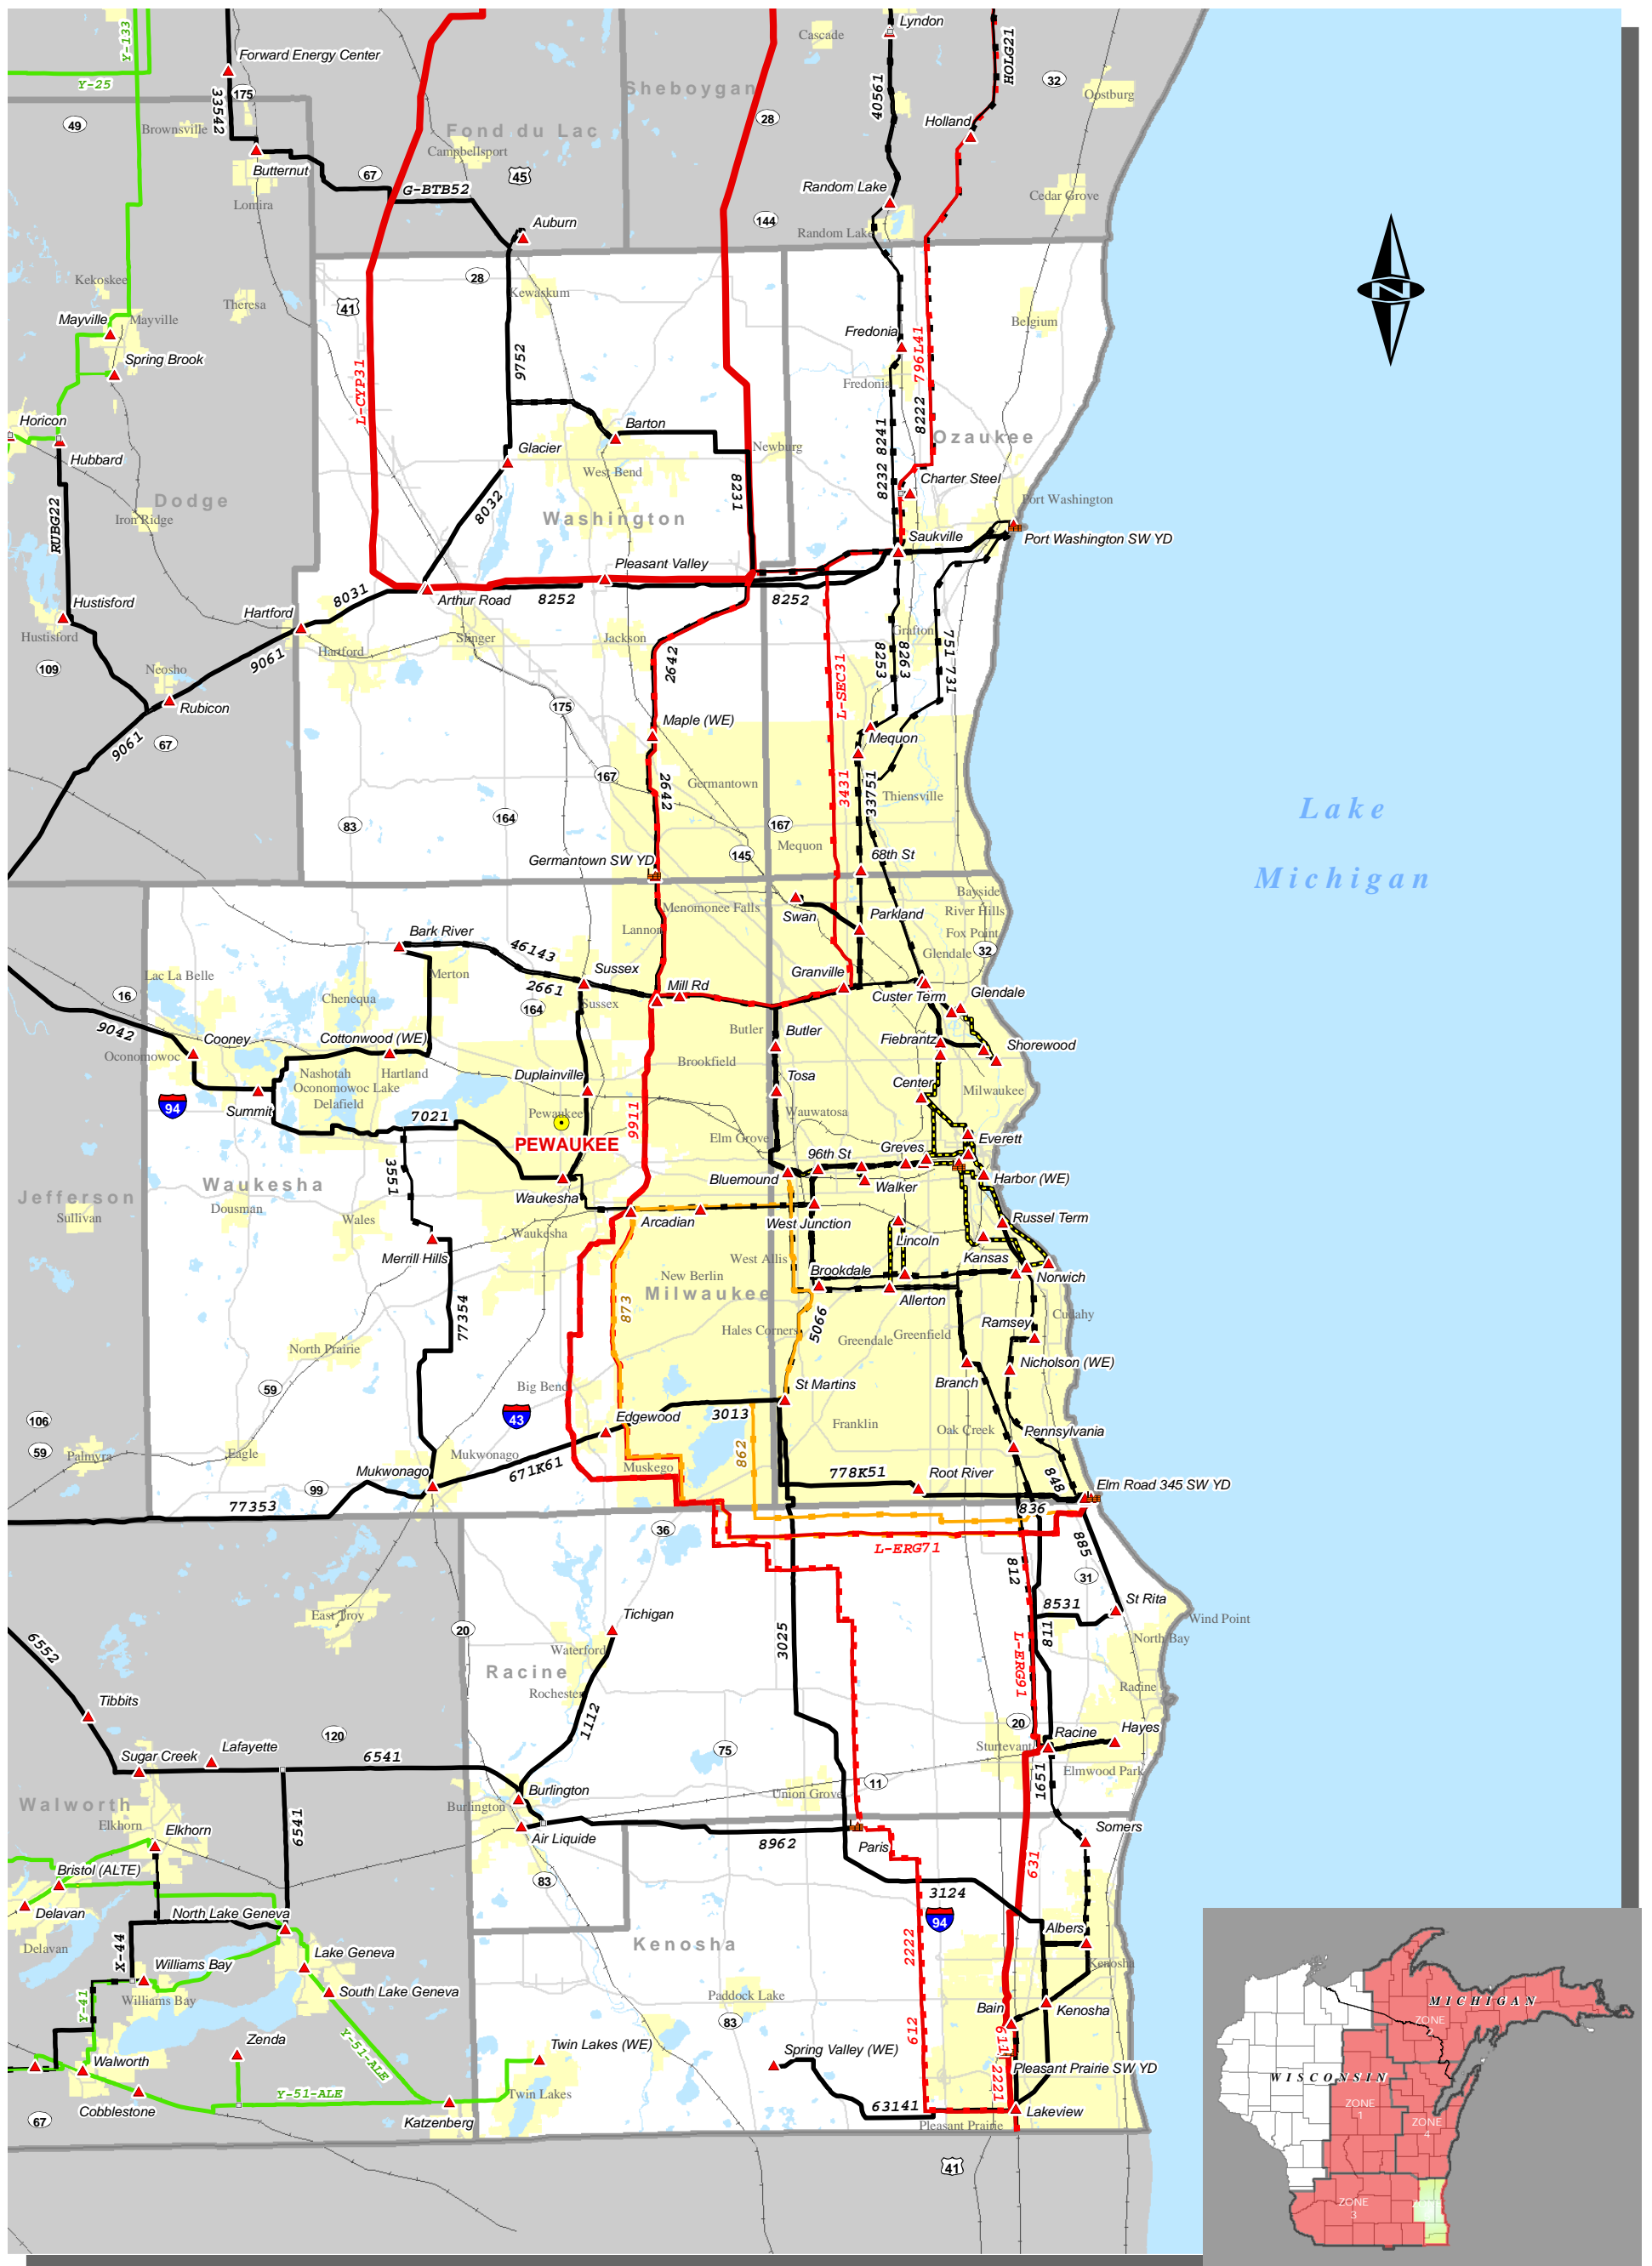 Lyndon
Cascade
Y-133
Forward Energy Center
Y-25
33542
175
Sheboygan
40561
HOLG21
32
Oostburg
49
Brownsville
Fond du Lac
28
Holland
Campbellsport
Butternut
67
45
G-BTB52
Random Lake
Cedar Grove
Lomira
Auburn
144
Random Lake
Kekoskee
28
Kewaskum
Theresa
41
Mayville
Mayville
Fredonia
Belgium
Spring Brook
L-CYP31
9752
796L41
Fredonia
8222
Horicon
Barton
8241
Ozaukee
Hubbard
Glacier
Newburg
West Bend
8232
Charter Steel
Dodge
8231
Port Washington
RUBG22
Iron Ridge
8032
Washington
Saukville
Port Washington SW YD
Pleasant Valley
Hustisford
8031
Arthur Road
8252
8252
Hartford
Hustisford
Hartford
Slinger
Jackson
Grafton
109
Neosho
9061
2642
L-SEC31
8253
8263
751
731
Rubicon
175
Maple (WE)
9061
67
Mequon
167
2642
Germantown
3431
33751
Thiensville
83
164
167
Mequon
145
68th St
Germantown SW YD
Bayside
Menomonee Falls
Swan
Parkland
River Hills
Bark River
Lannon
Fox Point
46143
32
Glendale
Lac La Belle
Merton
2661
Sussex
Granville
Mill Rd
16
Chenequa
Custer Term
Glendale
164
Sussex
9042
Cooney
Cottonwood (WE)
Butler
Butler
Fiebrantz
Shorewood
Oconomowoc
Brookfield
Nashotah
Hartland
Duplainville
Tosa
Center
Milwaukee
Oconomowoc Lake
94
Summit
Delafield
7021
Pewaukee
9911
Wauwatosa
PEWAUKEE
Elm Grove
Everett
Greves
96th St
3551
Bluemound
Harbor (WE)
Jefferson
Waukesha
Waukesha
Walker
Sullivan
Dousman
Wales
Arcadian
West Junction
Russel Term
Waukesha
Lincoln
Merrill Hills
West Allis
Kansas
New Berlin
Brookdale
Norwich
Milwaukee
Allerton
77354
873
5066
Cudahy
Hales Corners
Ramsey
Greendale
Greenfield
North Prairie
Nicholson (WE)
Branch
59
Big Bend
St Martins
43
Edgewood
3013
106
Franklin
Oak Creek
Pennsylvania
59
Palmyra
Eagle
Mukwonago
862
671K61
Muskego
Mukwonago
778K51
Root River
848
99
Elm Road 345 SW YD
77353
836
36
L-ERG71
885
812
31
East Troy
Tichigan
8531
St Rita
6552
20
Waterford
3025
811
Wind Point
North Bay
Racine
L-ERG91
Rochester
Racine
Tibbits
1112
20
120
Racine
Hayes
Sugar Creek
Lafayette
6541
75
Sturtevant
1651
Elmwood Park
Burlington
11
Walworth
Burlington
Union Grove
Elkhorn
6541
Elkhorn
Air Liquide
Somers
8962
Paris
Bristol (ALTE)
631
83
3124
Delavan
North Lake Geneva
94
Albers
Delavan
X-44
Lake Geneva
Kenosha
2222
Williams Bay
Kenosha
South Lake Geneva
Williams Bay
Paddock Lake
Y-41
Bain
Kenosha
83
Zenda
Y-51-ALE
Twin Lakes (WE)
Spring Valley (WE)
612
611
Walworth
Pleasant Prairie SW YD
2221
Y-51-ALE
Twin Lakes
Cobblestone
63141
Lakeview
67
Katzenberg
Pleasant Prairie
41
N
Lake
Michigan
MICHIGAN
ZONE
WISCONSIN
ZONE
1
ZONE
4
ZONE
3